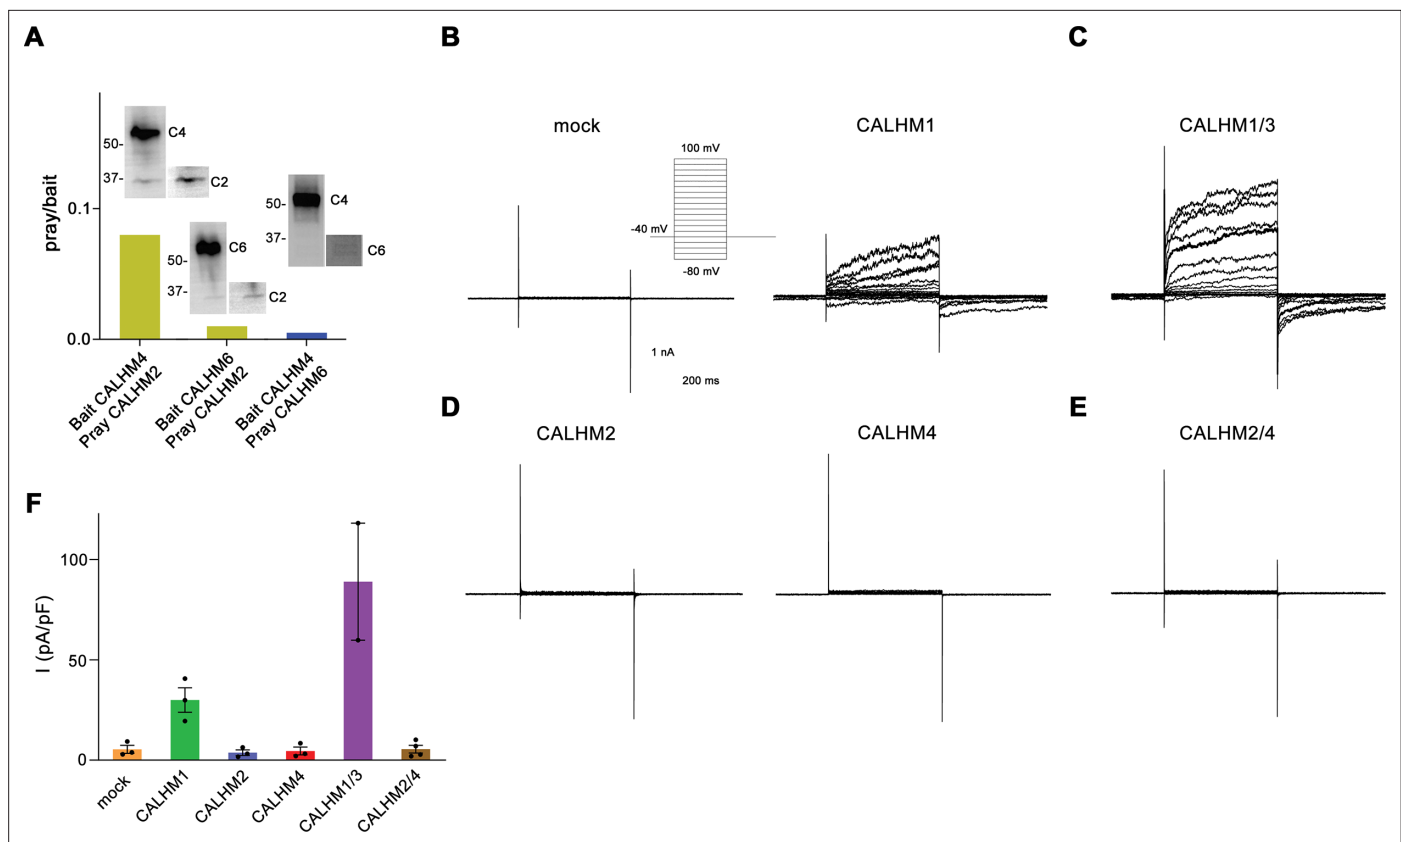 A
pray/bait
0.1
0.0
50-
37-
C4
C2
50-
37-
C6
C2
50-
37-
C4
C6
Bait CALHM4
Pray CALHM2
Bait CALHM6
Pray CALHM2
Bait CALHM4
Pray CALHM6
B
mock
100 mV
-40 mV
-80 mV
1 nA
200 ms
CALHM1
C
CALHM1/3
D
CALHM2
CALHM4
E
CALHM2/4
F
I (pA/pF)
100
50
0
mock
CALHM1
CALHM2
CALHM4
CALHM1/3
CALHM2/4